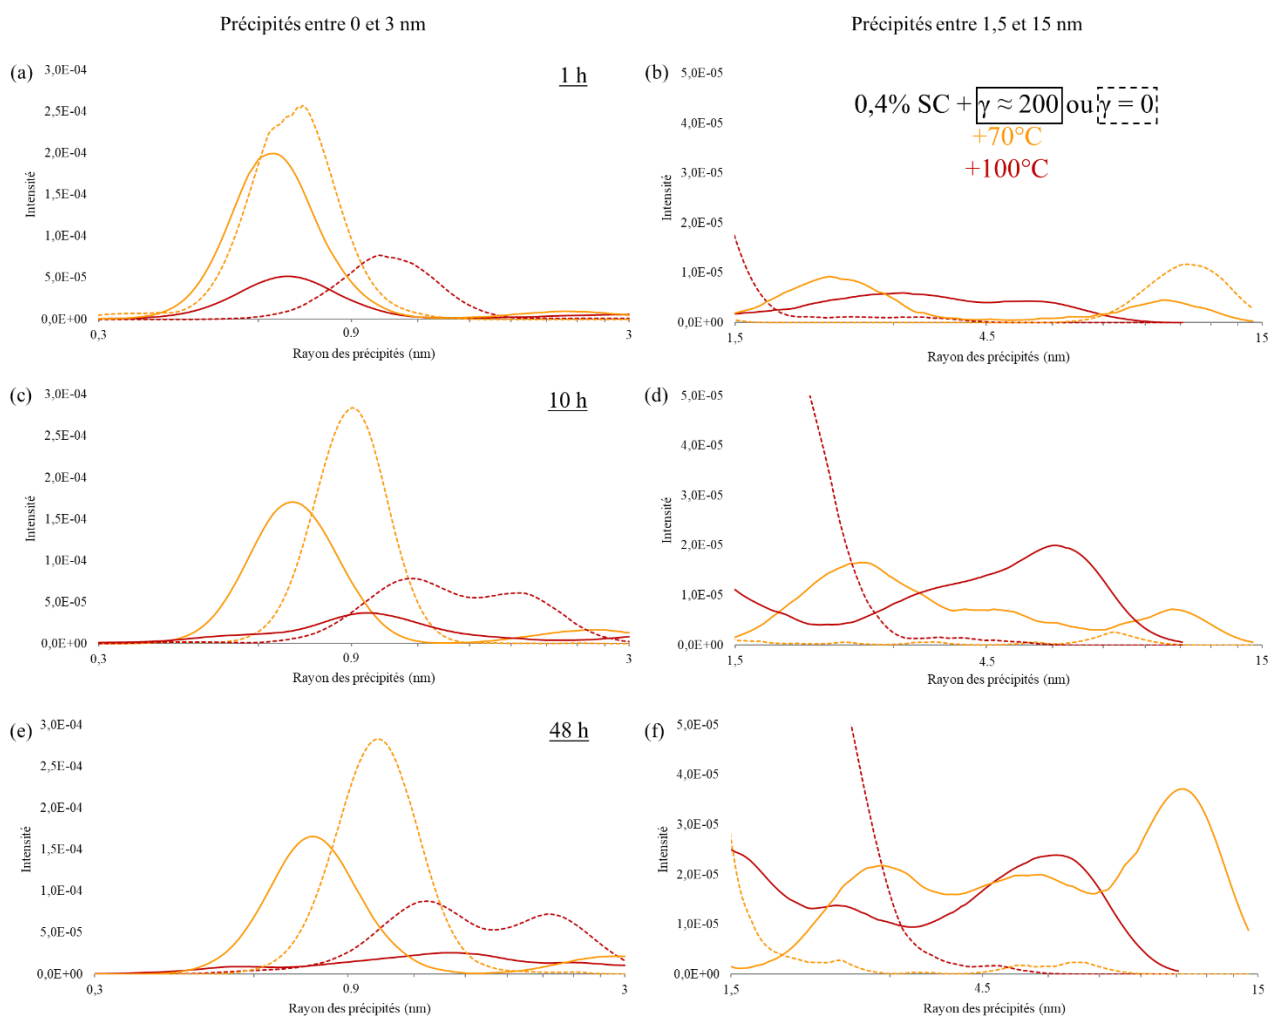 Précipités entre 0 et 3 nm
Précipités entre 1,5 et 15 nm
(a)
1 h
3,0E-04
2,5E-04
2,0E-04
1,5E-04
1,0E-04
5,0E-05
0,0E+00
Intensité
0,3
0.9
3
Rayon des précipités (nm)
(b)
0,4% SC + γ ≈ 200 ou γ = 0
+70°C
+100°C
5,0E-05
4,0E-05
3,0E-05
2,0E-05
1,0E-05
0,0E+00
Intensité
1,5
4.5
15
Rayon des précipités (nm)
(c)
10 h
3,0E-04
2,5E-04
2,0E-04
1,5E-04
1,0E-04
5,0E-05
0,0E+00
Intensité
0,3
0.9
3
Rayon des précipités (nm)
(d)
5,0E-05
4,0E-05
3,0E-05
2,0E-05
1,0E-05
0,0E+00
Intensité
1,5
4.5
15
Rayon des précipités (nm)
(e)
48 h
3,0E-04
2,5E-04
2,0E-04
1,5E-04
1,0E-04
5,0E-05
0,0E+00
Intensité
0,3
0.9
3
Rayon des précipités (nm)
(f)
5,0E-05
4,0E-05
3,0E-05
2,0E-05
1,0E-05
0,0E+00
Intensité
1,5
4.5
15
Rayon des précipités (nm)